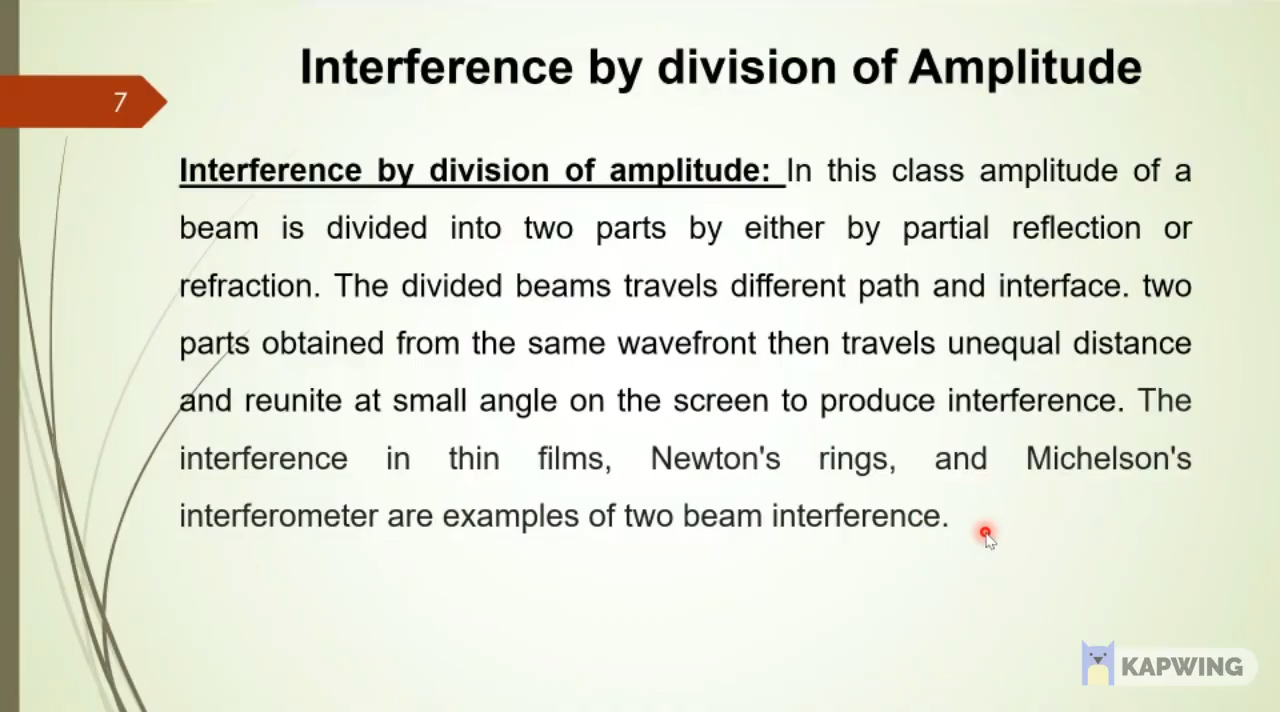 Interference by division of Amplitude
7
Interference by division of amplitude: In this class amplitude of a
beam is divided into two parts by either by partial reflection or
refraction. The divided beams travels different path and interface. two
parts obtained from the same wavefront then travels unequal distance
and reunite at small angle on the screen to produce interference. The
interference in thin films, Newton's rings, and Michelson's
interferometer are examples of two beam interference.
KAPWING